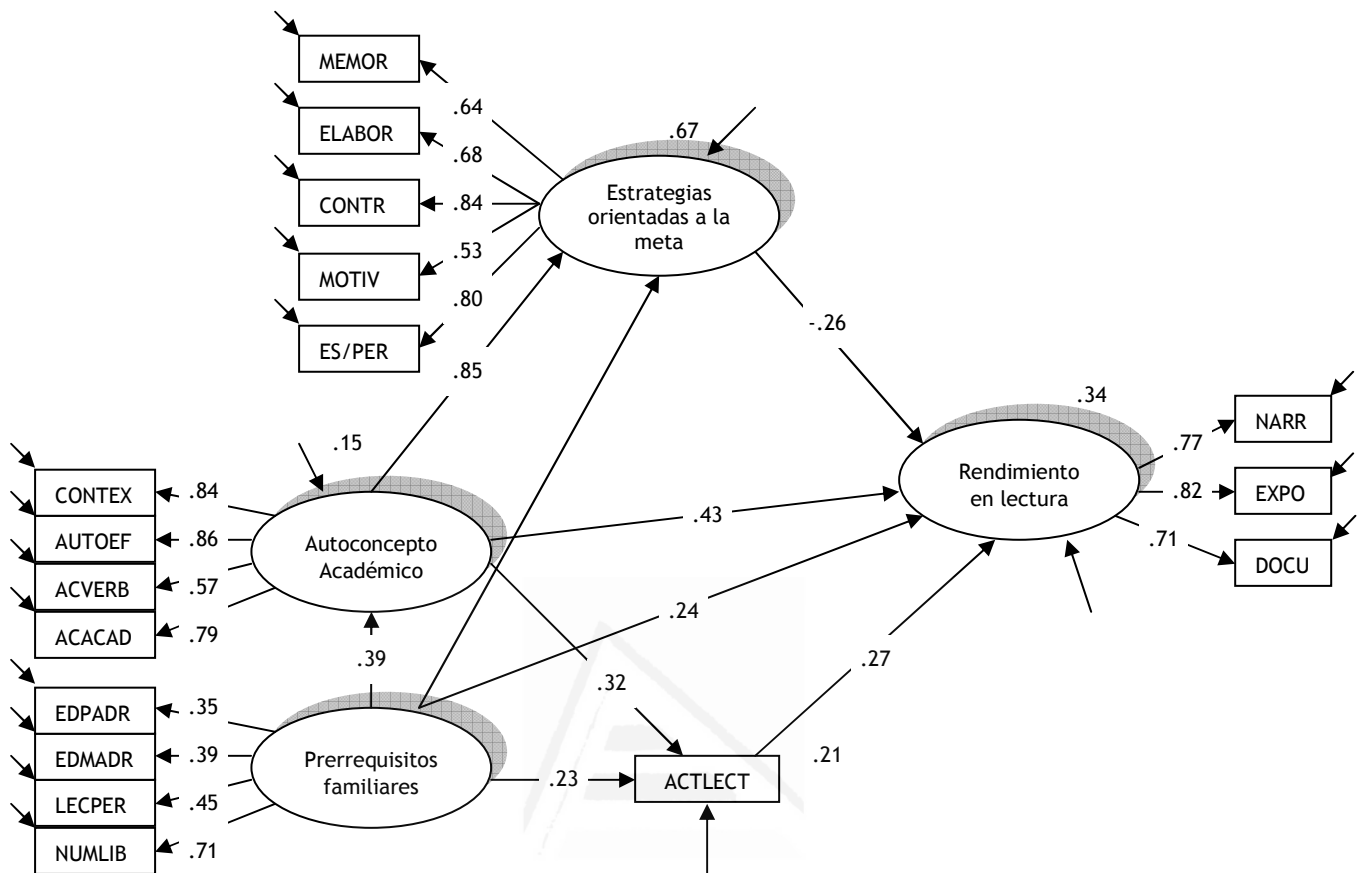 MEMOR
.64
ELABOR
.68
CONTR
.84
MOTIV
.53
ES/PER
.80
.67
Estrategias
orientadas a la
meta
.85
-.26
.15
.34
CONTEX
.84
AUTOEF
.86
ACVERB
.57
ACACAD
.79
Autoconcepto
Académico
.43
Rendimiento
en lectura
.77
NARR
.82
EXPO
.71
DOCU
.39
.24
.32
.27
EDPADR
.35
EDMADR
.39
LECPER
.45
NUMLIB
.71
Prerrequisitos
familiares
.23
ACTLECT
.21